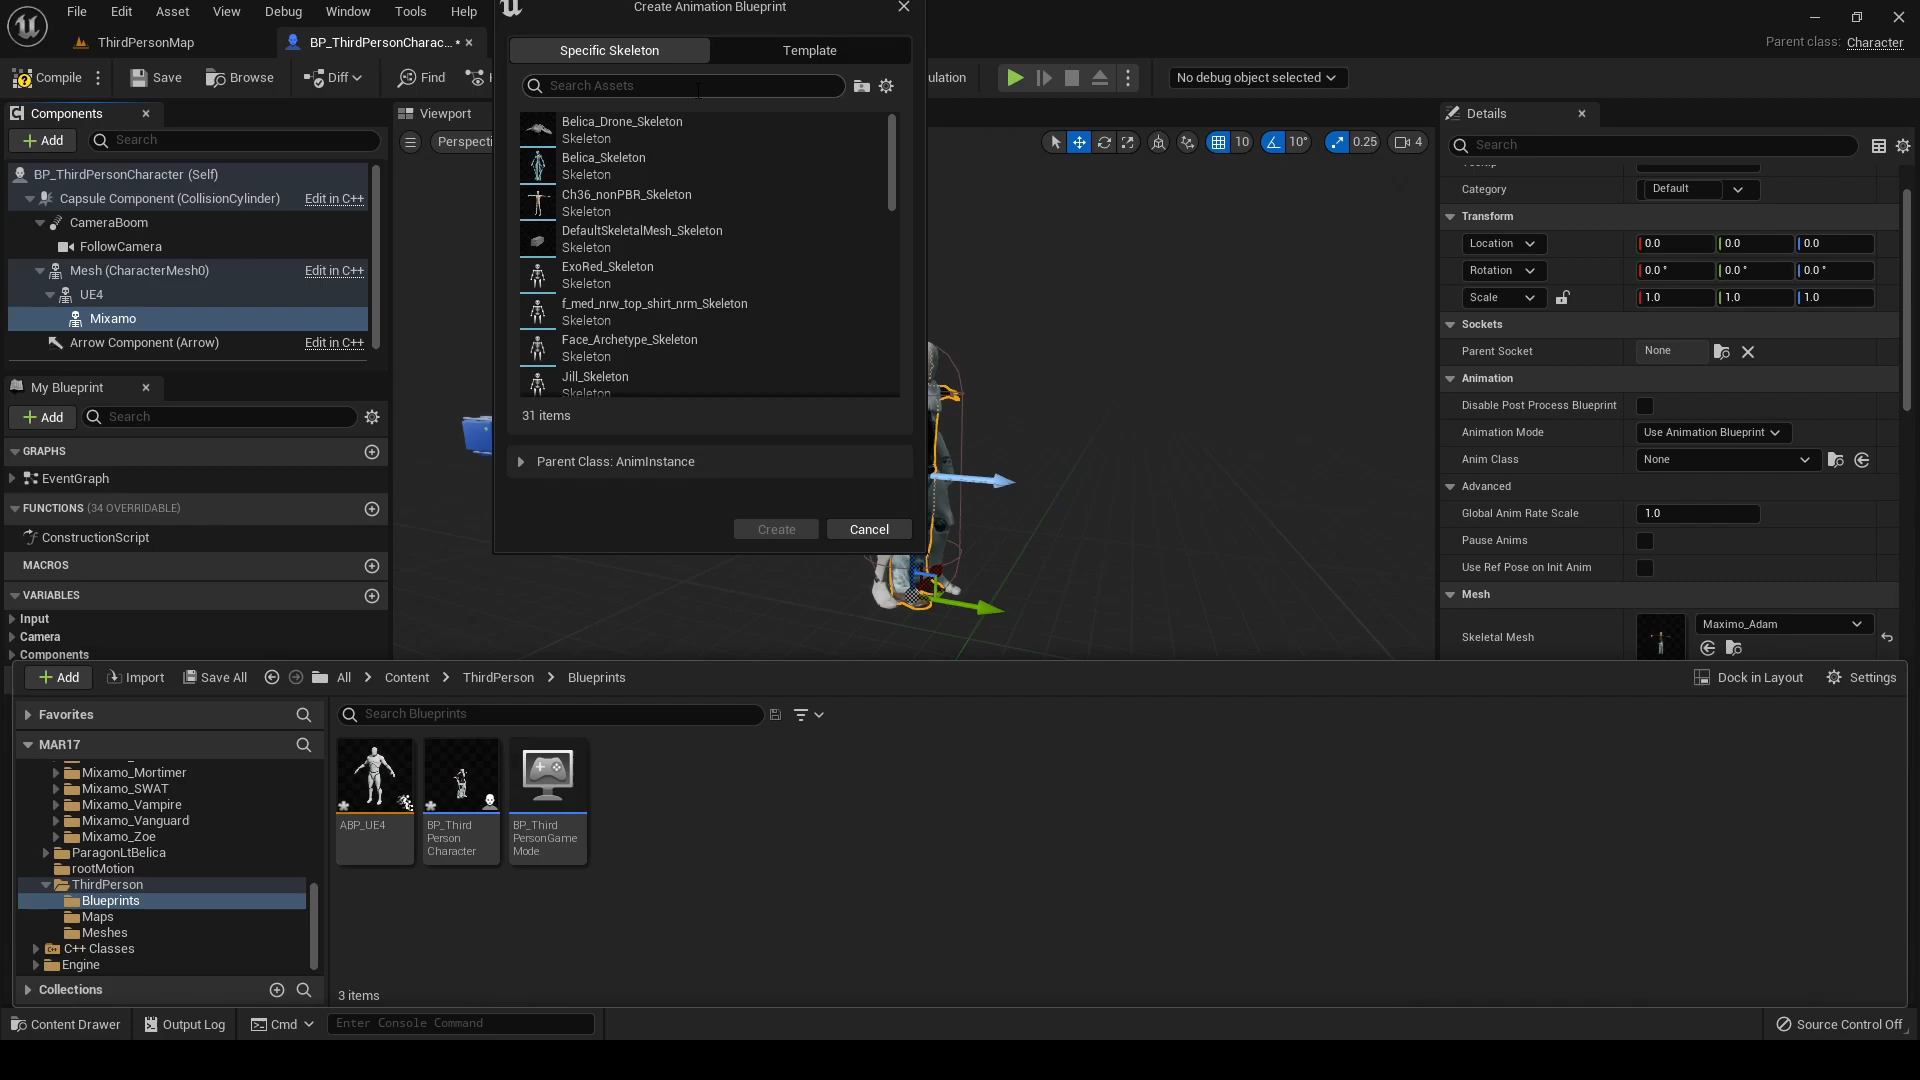 File Edit Asset View Debug Window Tools Help
Create Animation Blueprint
ThirdPersonMap
BP_ThirdPersonCharac... *
Parent class: Character
Specific Skeleton
Template
Compile
Save
Browse
Diff
Find
ulation
No debug object selected
Search Assets
Components
Viewport
Details
Add
Search
Perspecti
10
10°
0.25
4
Search
Belica_Drone_Skeleton
Skeleton
Belica_Skeleton
Skeleton
Ch36_nonPBR_Skeleton
Skeleton
DefaultSkeletalMesh_Skeleton
Skeleton
ExoRed_Skeleton
Skeleton
f_med_nrw_top_shirt_nrm_Skeleton
Skeleton
Face_Archetype_Skeleton
Skeleton
Jill_Skeleton
Skeleton
31 items
Parent Class: AnimInstance
Create
Cancel
BP_ThirdPersonCharacter (Self)
Capsule Component (CollisionCylinder) Edit in C++
CameraBoom
FollowCamera
Mesh (CharacterMesh0) Edit in C++
UE4
Mixamo
Arrow Component (Arrow) Edit in C++
My Blueprint
Add
Search
GRAPHS
EventGraph
FUNCTIONS (34 OVERRIDABLE)
ConstructionScript
MACROS
VARIABLES
Input
Camera
Components
Category Default
Transform
Location 0.0 0.0 0.0
Rotation 0.0 ° 0.0 ° 0.0 °
Scale 1.0 1.0 1.0
Sockets
Parent Socket None
Animation
Disable Post Process Blueprint
Animation Mode Use Animation Blueprint
Anim Class None
Advanced
Global Anim Rate Scale 1.0
Pause Anims
Use Ref Pose on Init Anim
Mesh
Skeletal Mesh Maximo_Adam
Add Import Save All All Content ThirdPerson Blueprints
Dock in Layout Settings
Favorites
Search Blueprints
MAR17
Mixamo_Mortimer
Mixamo_SWAT
Mixamo_Vampire
Mixamo_Vanguard
Mixamo_Zoe
ParagonLtBelica
rootMotion
ThirdPerson
Blueprints
Maps
Meshes
C++ Classes
Engine
Collections
ABP_UE4
BP_Third
Person
Character
BP_Third
PersonGame
Mode
3 items
Content Drawer
Output Log
Cmd
Enter Console Command
Source Control Off